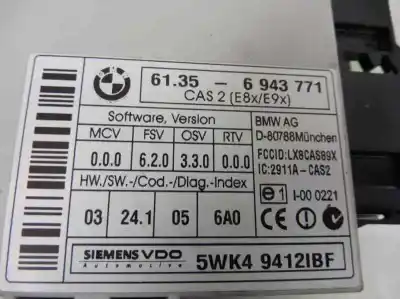 BMW
61.35 - 6 943 771
CAS 2 (E8x/E9x)
Software, Version
MCV FSV OSV RTV
0.0.0 6.2.0 3.3.0 0.0.0
HW./SW.-/Cod.-/Diag.-Index
03 24.1 05 6A0
BMW AG
D-80788München
FCCID:LX8CAS89X
IC:2911A-CAS2
e1 I-00 0221
CE
SIEMENS VDO
Automotive
5WK4 9412IBF